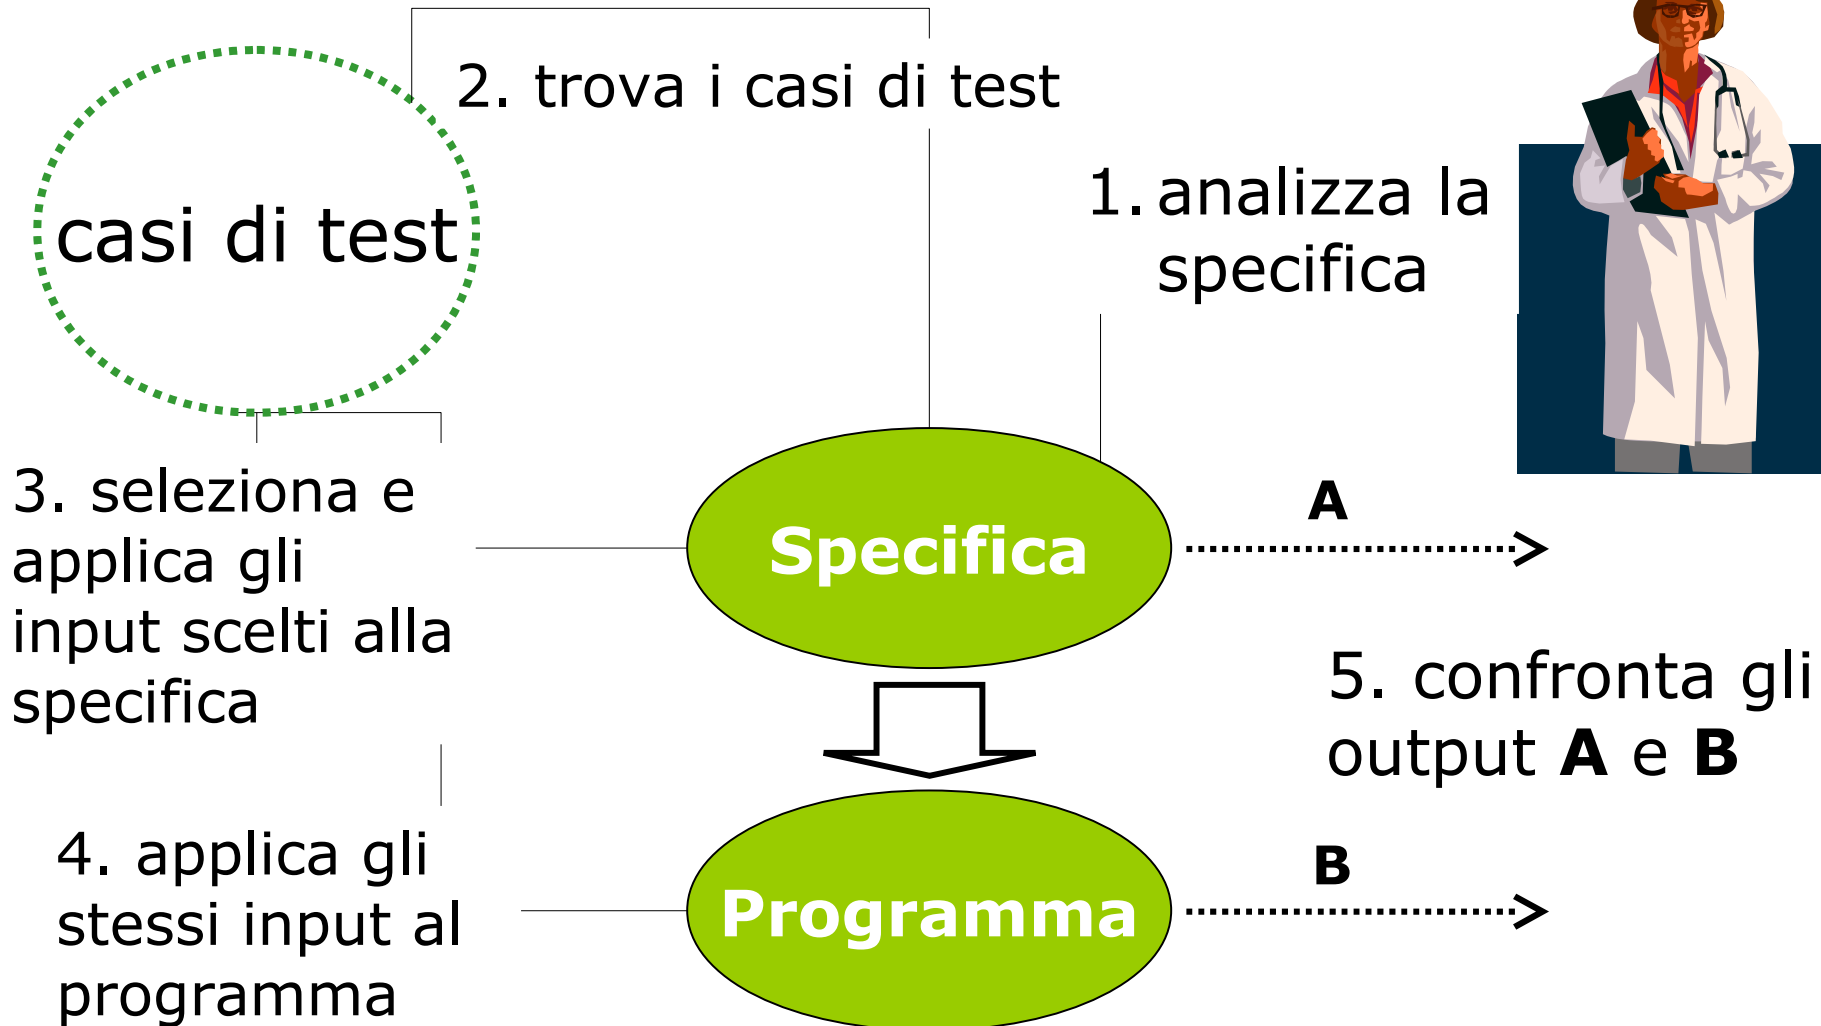 2. trova i casi di test
casi di test
1. analizza la
specifica
3. seleziona e
applica gli
input scelti alla
specifica
Specifica
A
5. confronta gli
output A e B
4. applica gli
stessi input al
programma
Programma
B